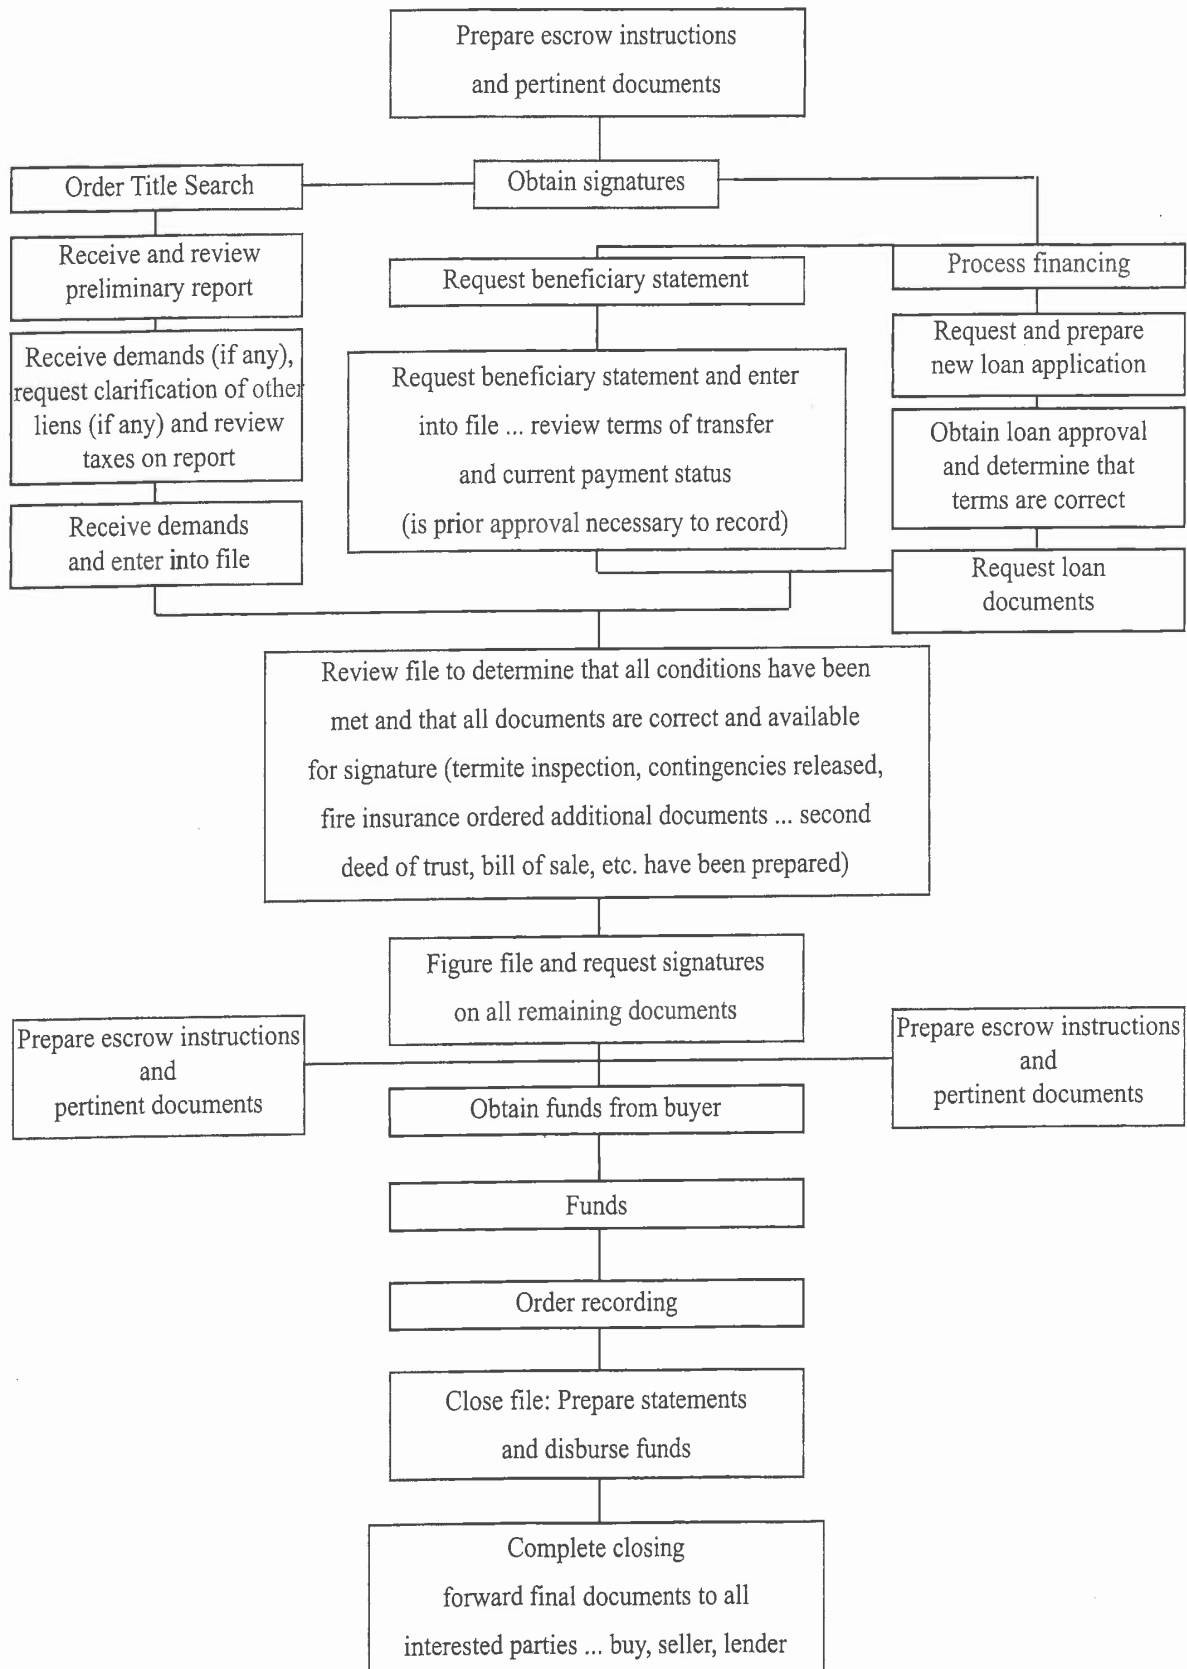 Prepare escrow instructions
and pertinent documents
Order Title Search
Obtain signatures
Receive and review
preliminary report
Request beneficiary statement
Process financing
Receive demands (if any),
request clarification of other
liens (if any) and review
taxes on report
Request beneficiary statement and enter
into file ... review terms of transfer
and current payment status
(is prior approval necessary to record)
Request and prepare
new loan application
Obtain loan approval
and determine that
terms are correct
Receive demands
and enter into file
Request loan
documents
Review file to determine that all conditions have been
met and that all documents are correct and available
for signature (termite inspection, contingencies released,
fire insurance ordered additional documents ... second
deed of trust, bill of sale, etc. have been prepared)
Figure file and request signatures
on all remaining documents
Prepare escrow instructions
and
pertinent documents
Prepare escrow instructions
and
pertinent documents
Obtain funds from buyer
Funds
Order recording
Close file: Prepare statements
and disburse funds
Complete closing
forward final documents to all
interested parties ... buy, seller, lender